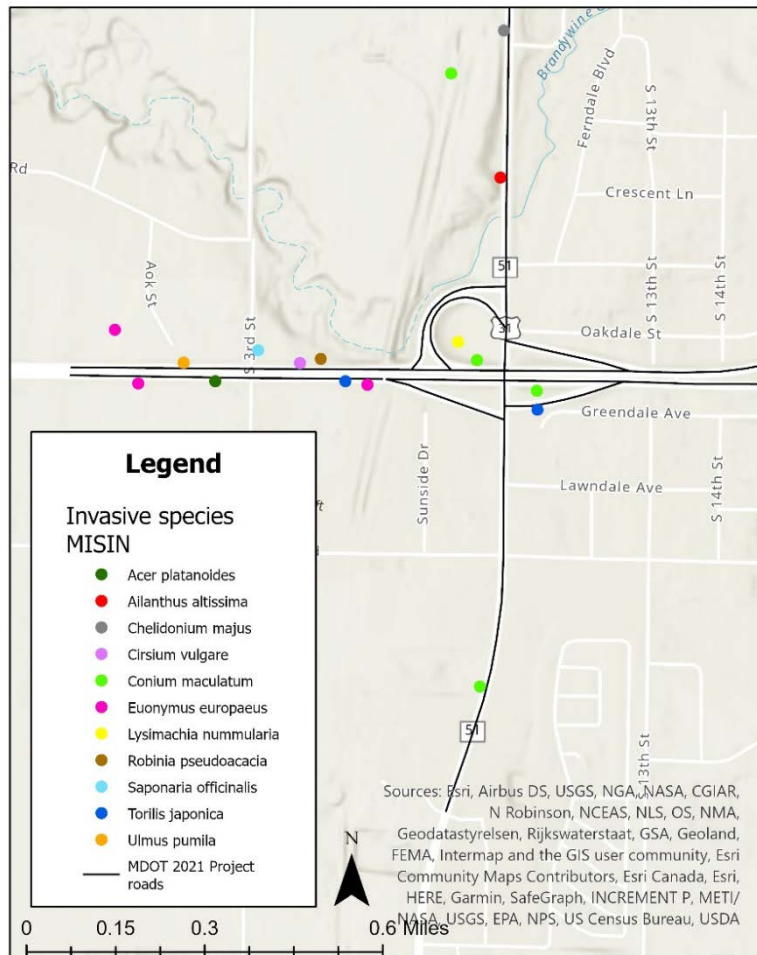 Brandywine
Ferndale Blvd
S 13th St
Rd
Crescent Ln
Aok St
51
S 13th St
S 14th St
31
Oakdale St
S 3rd St
Greendale Ave
Sunside Dr
Lawndale Ave
S 14th St
Legend
Invasive species
MISIN
Acer platanoides
Ailanthus altissima
Chelidonium majus
Cirsium vulgare
Conium maculatum
Euonymus europaeus
Lysimachia nummularia
Robinia pseudoacacia
Saponaria officinalis
Torilis japonica
Ulmus pumila
MDOT 2021 Project
roads
51
S 13th St
Sources: Esri, Airbus DS, USGS, NGA, NASA, CGIAR,
N Robinson, NCEAS, NLS, OS, NMA,
Geodatastyrelsen, Rijkswaterstaat, GSA, Geoland,
FEMA, Intermap and the GIS user community, Esri
Community Maps Contributors, Esri Canada, Esri,
HERE, Garmin, SafeGraph, INCREMENT P, METI/
NASA, USGS, EPA, NPS, US Census Bureau, USDA
N
0 0.15 0.3 0.6 Miles